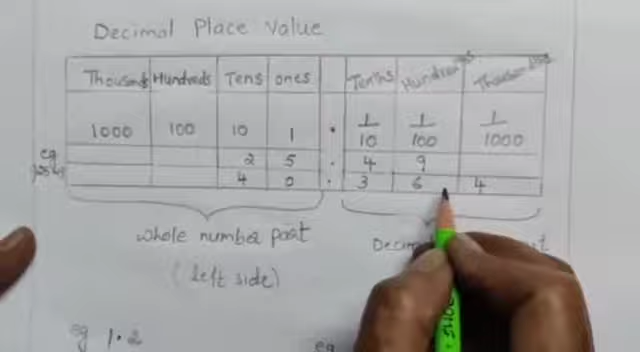 Decimal Place Value
Thousands Hundreds Tens ones . Tenths Hundredths Thousandths
1000 100 10 1 . 1/10 1/100 1/1000
eg 2 5 . 4 9
4 0 . 3 6 4
whole number part
(left side)
eg 1.2
eg